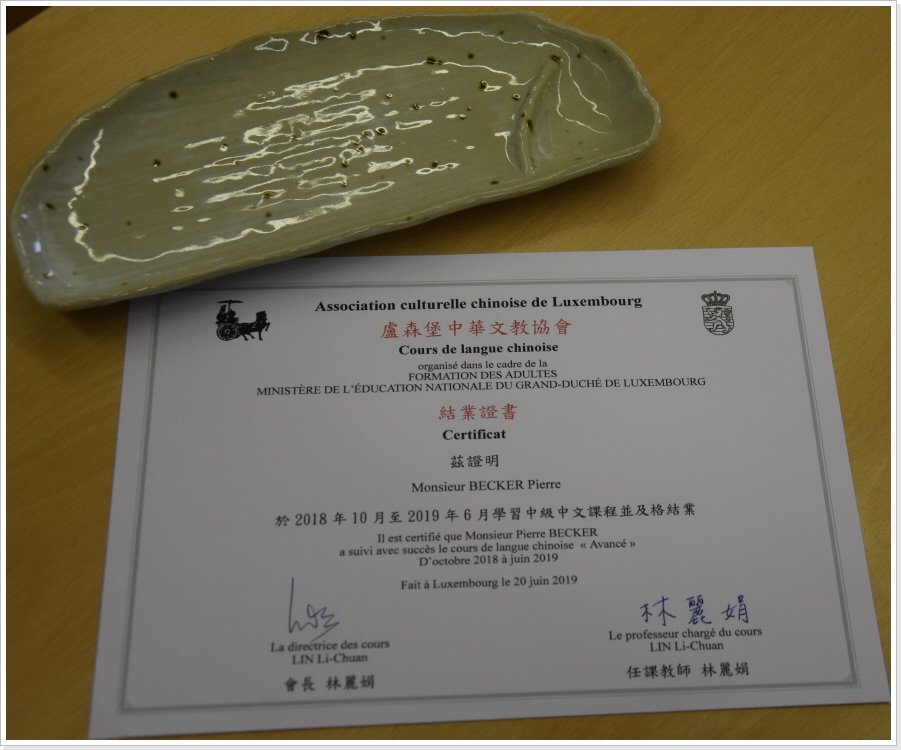 Association culturelle chinoise de Luxembourg
盧森堡中華文教協會
Cours de langue chinoise
organisé dans le cadre de la
FORMATION DES ADULTES
MINISTÈRE DE L'ÉDUCATION NATIONALE DU GRAND-DUCHÉ DE LUXEMBOURG
結業證書
Certificat
茲證明
Monsieur BECKER Pierre
於 2018 年 10 月至 2019 年 6 月學習中級中文課程並及格結業
Il est certifié que Monsieur Pierre BECKER
a suivi avec succès le cours de langue chinoise « Avancé »
D'octobre 2018 à juin 2019
Fait à Luxembourg le 20 juin 2019
La directrice des cours
LIN Li-Chuan
會長 林麗娟
林麗娟
Le professeur chargé du cours
LIN Li-Chuan
任課教師 林麗娟